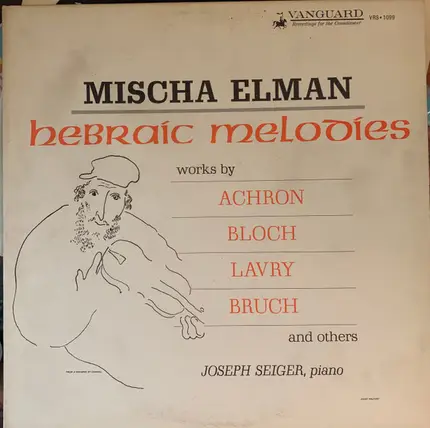 VANGUARD
Recordings for the Connoisseur
VRS-1099
MISCHA ELMAN
hebraic melodies
works by
ACHRON
BLOCH
LAVRY
BRUCH
and others
JOSEPH SEIGER, piano